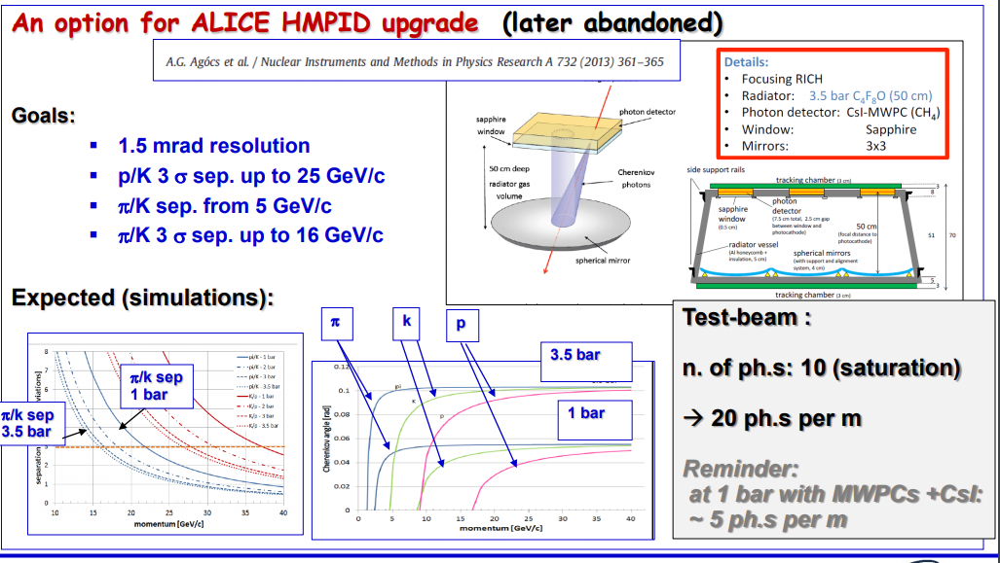 An option for ALICE HMPID upgrade (later abandoned)
A.G. Agócs et al. / Nuclear Instruments and Methods in Physics Research A 732 (2013) 361–365
Goals:
▪ 1.5 mrad resolution
▪ p/K 3 σ sep. up to 25 GeV/c
▪ π/K sep. from 5 GeV/c
▪ π/K 3 σ sep. up to 16 GeV/c
sapphire
window
photon detector
50 cm deep
radiator gas
volume
Cherenkov
photons
spherical mirror
Details:
• Focusing RICH
• Radiator: 3.5 bar C₄F₈O (50 cm)
• Photon detector: CsI-MWPC (CH₄)
• Window: Sapphire
• Mirrors: 3x3
side support rails
tracking chamber (3 cm)
3
8
sapphire
window
(0.5 cm)
photon
detector
(7.5 cm total, 2.5 cm gap
between window and
photocathode)
50 cm
(focal distance to
photocathode)
51
70
radiator vessel
(Al honeycomb +
insulation, 5 cm)
spherical mirrors
(with support and alignment
system, 4 cm)
5
3
tracking chamber (3 cm)
Expected (simulations):
8
7
6
3
2
1
0
10 15 20 25 30 35 40
momentum [GeV/c]
pi/K - 1 bar
pi/K - 2 bar
pi/K - 3 bar
pi/K - 3.5 bar
K/p - 1 bar
K/p - 2 bar
K/p - 3 bar
K/p - 3.5 bar
π/k sep
1 bar
π/k sep
3.5 bar
π
k
p
3.5 bar
1 bar
0.12
0.1
0.08
0.06
0.04
0.02
0
Cherenkov angle [rad]
pi
K
p
0 5 10 15 20 25 30 35 40
momentum [GeV/c]
Test-beam :
n. of ph.s: 10 (saturation)
→ 20 ph.s per m
Reminder:
at 1 bar with MWPCs +CsI:
~ 5 ph.s per m